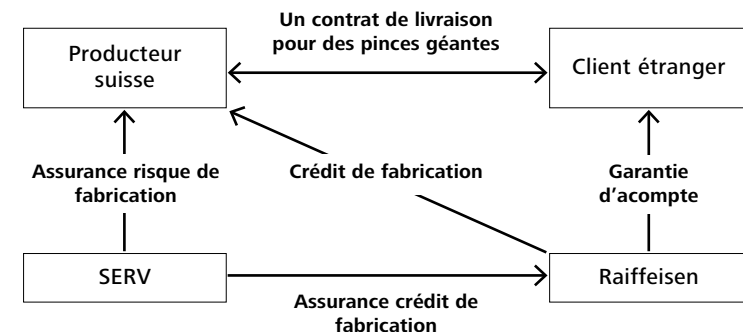 Un contrat de livraison
pour des pinces géantes
Producteur
suisse
Client étranger
Assurance risque de
fabrication
Crédit de fabrication
Garantie
d’acompte
SERV
Raiffeisen
Assurance crédit de
fabrication